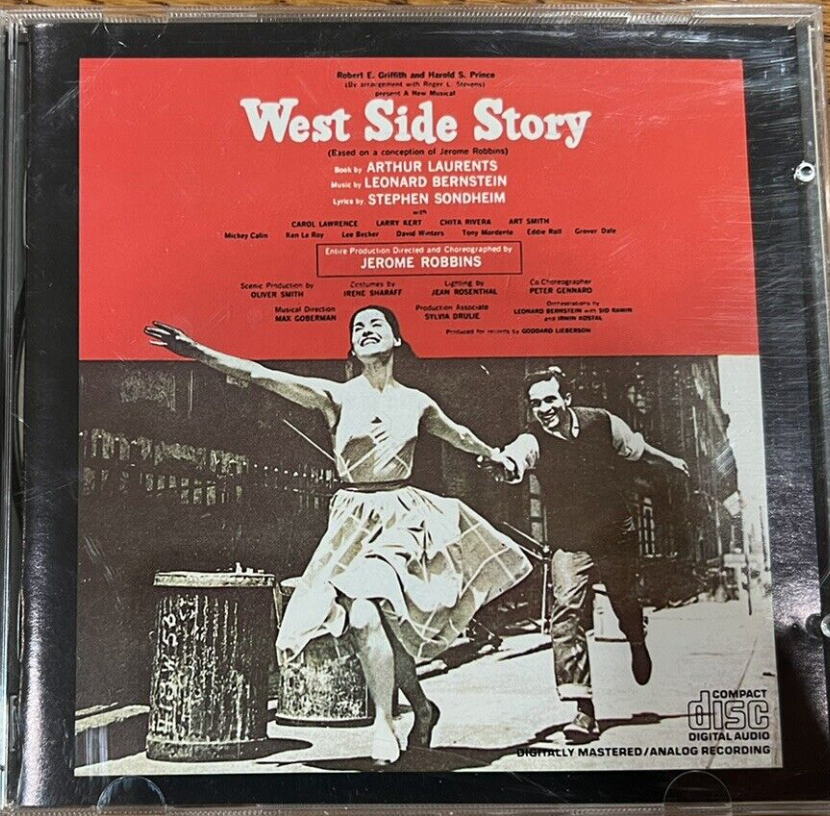 Robert E. Griffith and Harold S. Prince
(By arrangement with Roger L. Stevens)
present A New Musical
West Side Story
(Based on a conception of Jerome Robbins)
Book by ARTHUR LAURENTS
Music by LEONARD BERNSTEIN
Lyrics by STEPHEN SONDHEIM
with
CAROL LAWRENCE LARRY KERT CHITA RIVERA ART SMITH
Mickey Calin Ken Le Roy Lee Becker David Winters Tony Mordente Eddie Roll Grover Dale
Entire Production Directed and Choreographed by
JEROME ROBBINS
Scenic Production by Costumes by Lighting by Co-Choreographer
OLIVER SMITH IRENE SHARAFF JEAN ROSENTHAL PETER GENNARO
Musical Direction Production Associate Orchestrations by
MAX GOBERMAN SYLVIA DRULIE LEONARD BERNSTEIN with SID RAMIN
and IRWIN KOSTAL
Produced for records by GODDARD LIEBERSON
COMPACT
disc
DIGITAL AUDIO
DIGITALLY MASTERED/ANALOG RECORDING